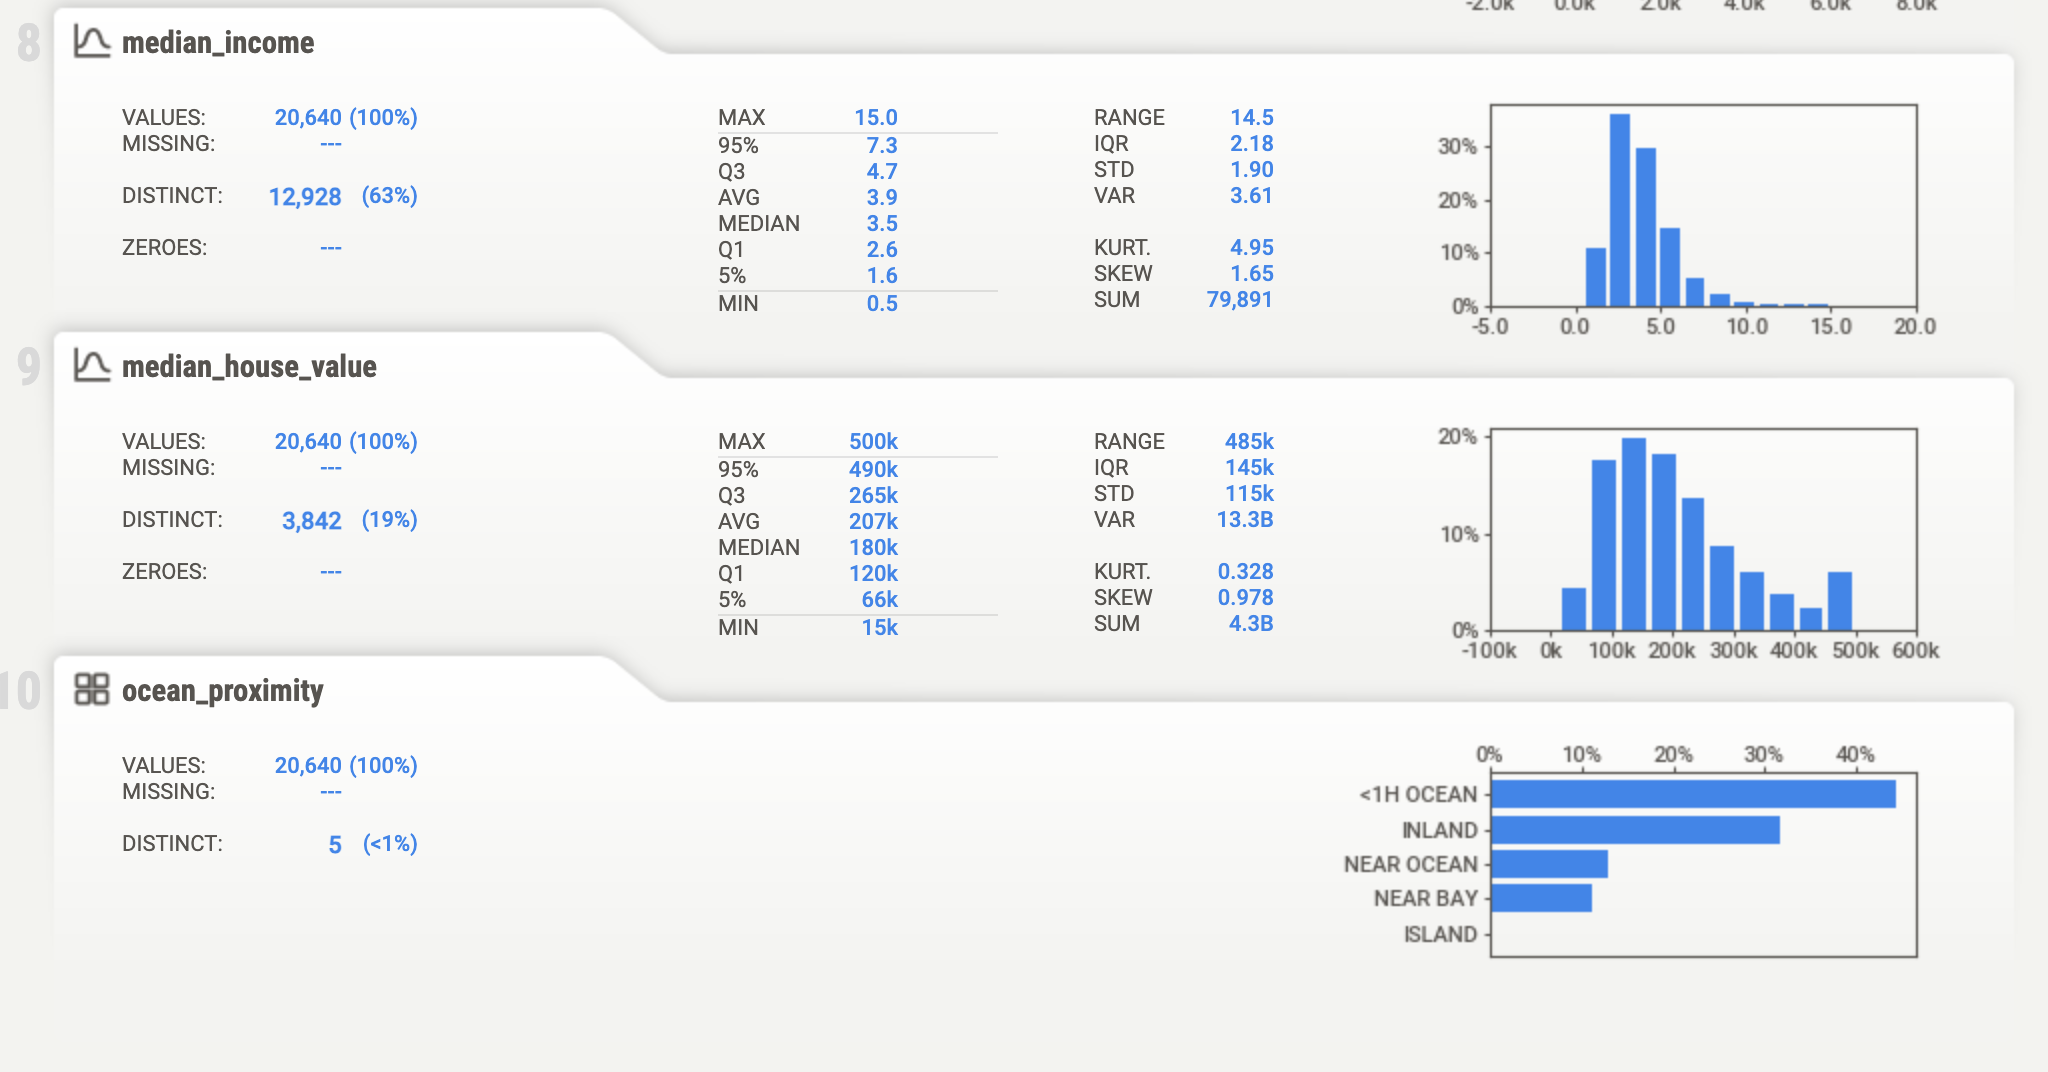 -2.0k 0.0k 2.0k 4.0k 6.0k 8.0k
8
median_income
VALUES: 20,640 (100%)
MISSING: ---
DISTINCT: 12,928 (63%)
ZEROES: ---
MAX 15.0
95% 7.3
Q3 4.7
AVG 3.9
MEDIAN 3.5
Q1 2.6
5% 1.6
MIN 0.5
RANGE 14.5
IQR 2.18
STD 1.90
VAR 3.61
KURT. 4.95
SKEW 1.65
SUM 79,891
30%
20%
10%
0%
-5.0 0.0 5.0 10.0 15.0 20.0
9
median_house_value
VALUES: 20,640 (100%)
MISSING: ---
DISTINCT: 3,842 (19%)
ZEROES: ---
MAX 500k
95% 490k
Q3 265k
AVG 207k
MEDIAN 180k
Q1 120k
5% 66k
MIN 15k
RANGE 485k
IQR 145k
STD 115k
VAR 13.3B
KURT. 0.328
SKEW 0.978
SUM 4.3B
20%
10%
0%
-100k 0k 100k 200k 300k 400k 500k 600k
10
ocean_proximity
VALUES: 20,640 (100%)
MISSING: ---
DISTINCT: 5 (<1%)
0% 10% 20% 30% 40%
<1H OCEAN
INLAND
NEAR OCEAN
NEAR BAY
ISLAND